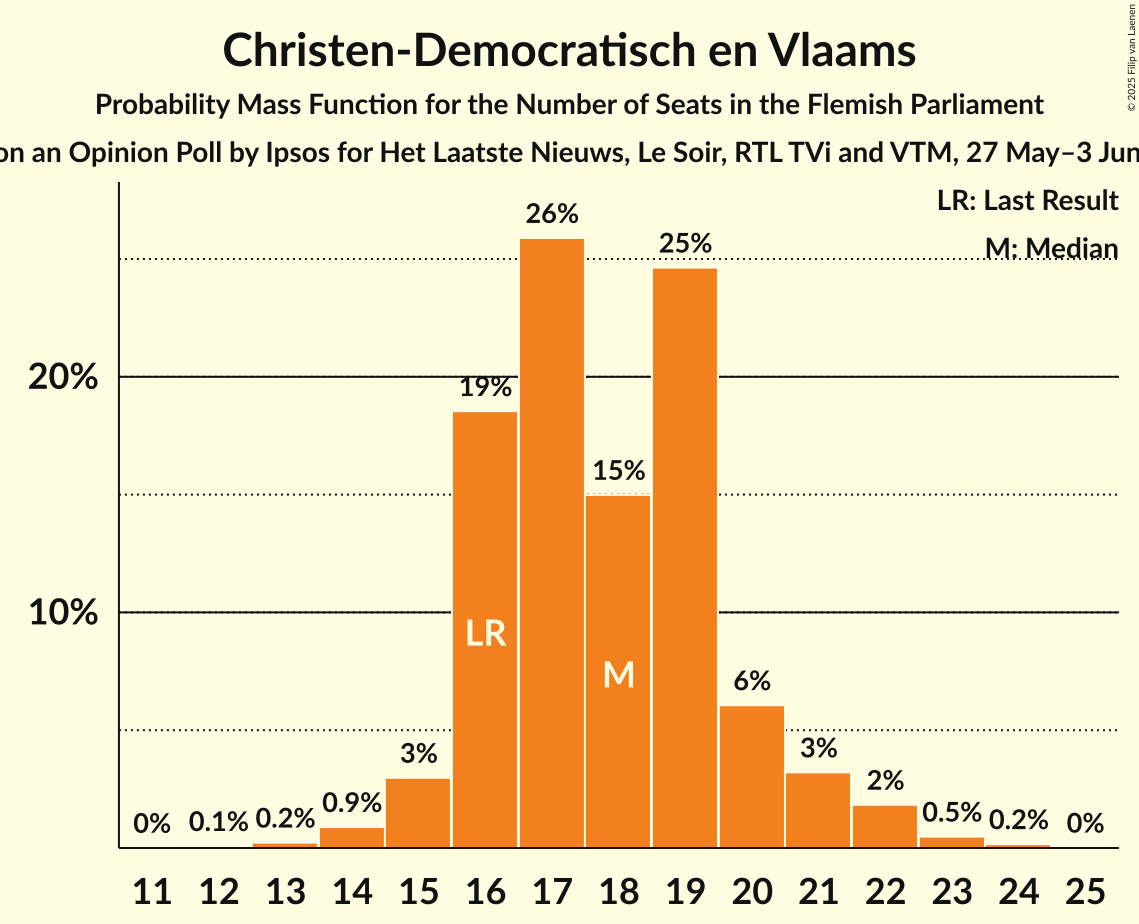 Christen-Democratisch en Vlaams
Probability Mass Function for the Number of Seats in the Flemish Parliament
on an Opinion Poll by Ipsos for Het Laatste Nieuws, Le Soir, RTL TVi and VTM, 27 May–3 Jun
© 2025 Filip van Laenen
LR: Last Result
M: Median
20%
10%
0%
0.1%
0.2%
0.9%
3%
19%
26%
15%
25%
6%
3%
2%
0.5%
0.2%
0%
LR
M
11 12 13 14 15 16 17 18 19 20 21 22 23 24 25